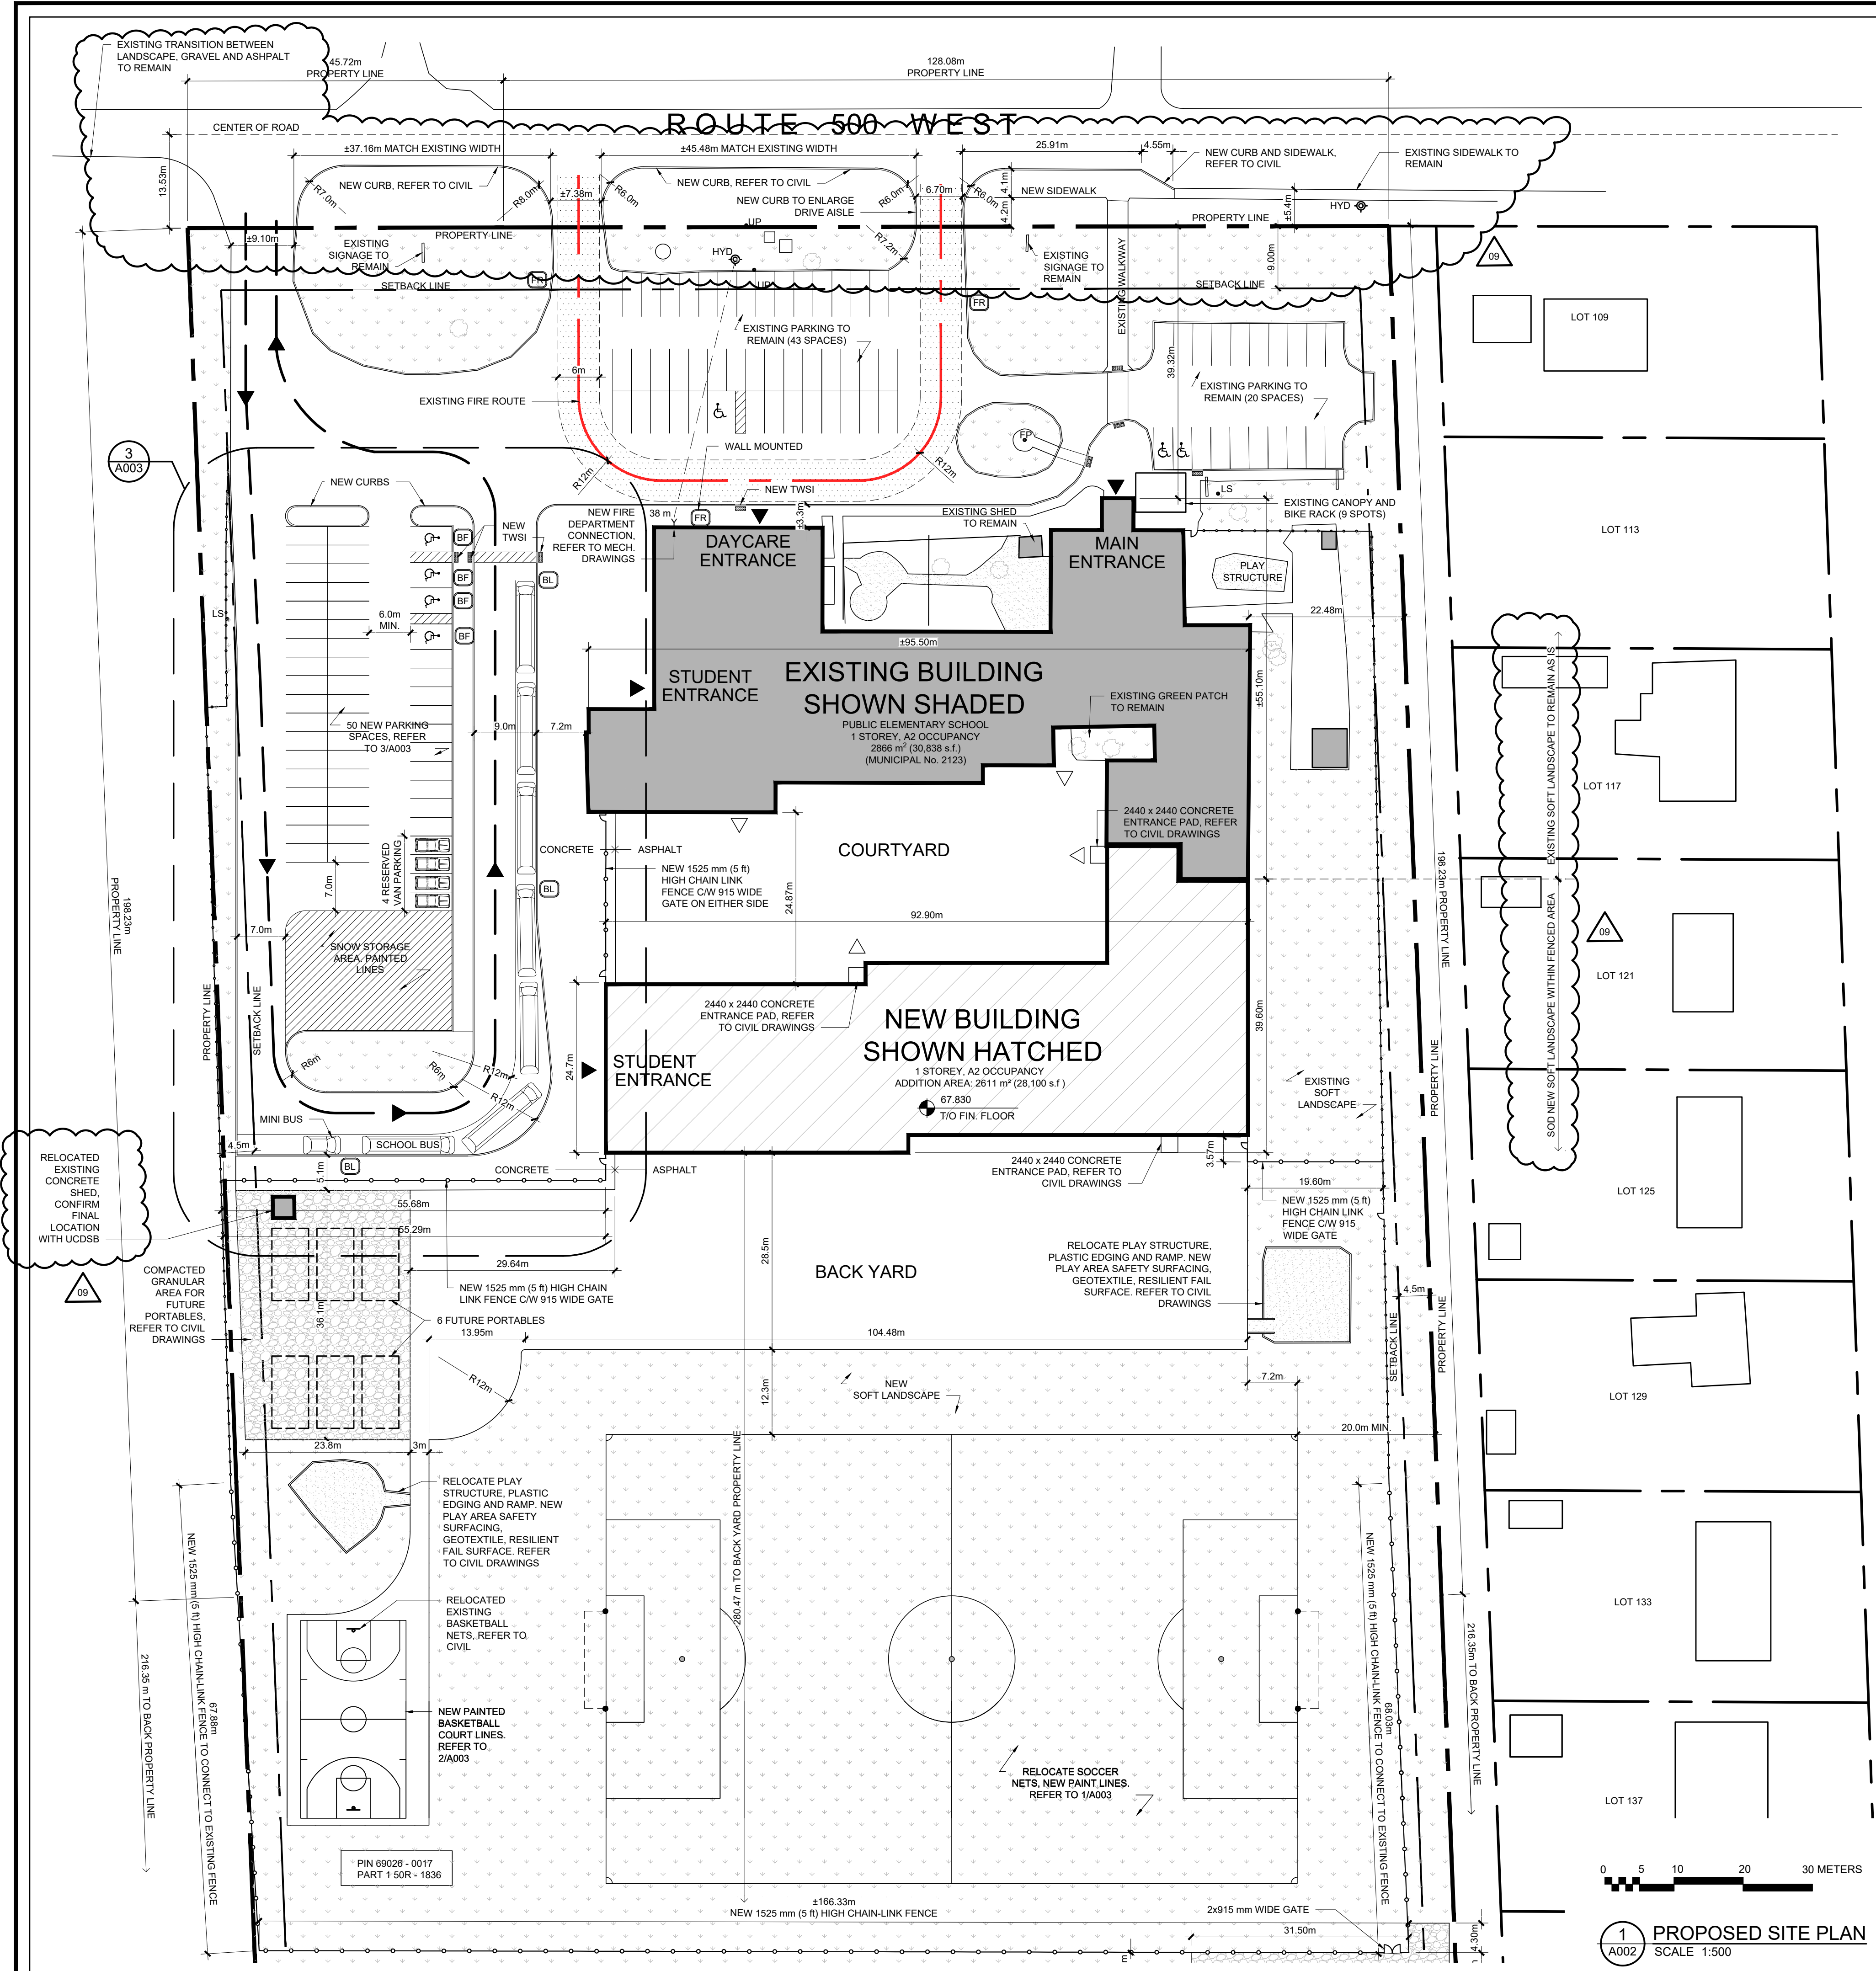 EXISTING TRANSITION BETWEEN
LANDSCAPE, GRAVEL AND ASHPALT
TO REMAIN
45.72m
PROPERTY LINE
128.08m
PROPERTY LINE
CENTER OF ROAD
ROUTE 500 WEST
±37.16m MATCH EXISTING WIDTH
±45.48m MATCH EXISTING WIDTH
25.91m
4.55m
NEW CURB AND SIDEWALK,
REFER TO CIVIL
EXISTING SIDEWALK TO
REMAIN
13.53m
R7.0m
NEW CURB, REFER TO CIVIL
R8.0m
±7.38m
R6.0m
NEW CURB, REFER TO CIVIL
NEW CURB TO ENLARGE
DRIVE AISLE
R6.0m
6.70m
R6.0m
4.1m
4.2m
NEW SIDEWALK
±5.4m
HYD
PROPERTY LINE
UP
±9.10m
PROPERTY LINE
EXISTING
SIGNAGE TO
REMAIN
HYD
R7.2m
EXISTING
SIGNAGE TO
REMAIN
EXISTING WALKWAY
9.00m
09
SETBACK LINE
FR
UP
FR
SETBACK LINE
LOT 109
EXISTING PARKING TO
REMAIN (43 SPACES)
39.32m
6m
EXISTING FIRE ROUTE
EXISTING PARKING TO
REMAIN (20 SPACES)
FP
WALL MOUNTED
3
A003
R12m
R12m
NEW CURBS
NEW TWSI
LS
EXISTING CANOPY AND
BIKE RACK (9 SPOTS)
NEW
TWSI
NEW FIRE
DEPARTMENT
CONNECTION,
REFER TO MECH.
DRAWINGS
38 m
FR
±3.3m
EXISTING SHED
TO REMAIN
LOT 113
BF
DAYCARE
ENTRANCE
MAIN
ENTRANCE
PLAY
STRUCTURE
BF
BL
BF
6.0m
MIN.
LS
BF
22.48m
±95.50m
STUDENT
ENTRANCE
EXISTING BUILDING
SHOWN SHADED
PUBLIC ELEMENTARY SCHOOL
1 STOREY, A2 OCCUPANCY
2866 m² (30,838 s.f.)
(MUNICIPAL No. 2123)
EXISTING GREEN PATCH
TO REMAIN
±55.10m
50 NEW PARKING
SPACES, REFER
TO 3/A003
9.0m
7.2m
EXISTING SOFT LANDSCAPE TO REMAIN AS IS
LOT 117
2440 x 2440 CONCRETE
ENTRANCE PAD, REFER
TO CIVIL DRAWINGS
4 RESERVED
VAN PARKING
CONCRETE
ASPHALT
COURTYARD
NEW 1525 mm (5 ft)
HIGH CHAIN LINK
FENCE C/W 915 WIDE
GATE ON EITHER SIDE
BL
24.87m
198.23m
PROPERTY LINE
7.0m
92.90m
198.23m PROPERTY LINE
7.0m
SNOW STORAGE
AREA. PAINTED
LINES
09
LOT 121
SOD NEW SOFT LANDSCAPE WITHIN FENCED AREA
PROPERTY LINE
SETBACK LINE
2440 x 2440 CONCRETE
ENTRANCE PAD, REFER
TO CIVIL DRAWINGS
39.60m
NEW BUILDING
SHOWN HATCHED
1 STOREY, A2 OCCUPANCY
ADDITION AREA: 2611 m² (28,100 s.f )
67.830
T/O FIN. FLOOR
R6m
R6m
R12m
R12m
24.7m
STUDENT
ENTRANCE
EXISTING
SOFT
LANDSCAPE
PROPERTY LINE
MINI BUS
SCHOOL BUS
4.5m
BL
5.1m
CONCRETE
ASPHALT
RELOCATED
EXISTING
CONCRETE
SHED,
CONFIRM
FINAL
LOCATION
WITH UCDSB
09
2440 x 2440 CONCRETE
ENTRANCE PAD, REFER TO
CIVIL DRAWINGS
3.57m
19.60m
LOT 125
55.68m
55.29m
29.64m
NEW 1525 mm (5 ft)
HIGH CHAIN LINK
FENCE C/W 915
WIDE GATE
COMPACTED
GRANULAR
AREA FOR
FUTURE
PORTABLES,
REFER TO CIVIL
DRAWINGS
NEW 1525 mm (5 ft) HIGH CHAIN
LINK FENCE C/W 915 WIDE GATE
36.1m
6 FUTURE PORTABLES
28.5m
BACK YARD
RELOCATE PLAY STRUCTURE,
PLASTIC EDGING AND RAMP. NEW
PLAY AREA SAFETY SURFACING,
GEOTEXTILE, RESILIENT FAIL
SURFACE. REFER TO CIVIL
DRAWINGS
4.5m
SETBACK LINE
PROPERTY LINE
13.95m
104.48m
R12m
12.3m
NEW
SOFT LANDSCAPE
7.2m
LOT 129
20.0m MIN.
23.8m
3m
280.47 m TO BACK YARD PROPERTY LINE
RELOCATE PLAY
STRUCTURE, PLASTIC
EDGING AND RAMP. NEW
PLAY AREA SAFETY
SURFACING,
GEOTEXTILE, RESILIENT
FAIL SURFACE. REFER
TO CIVIL DRAWINGS
RELOCATED
EXISTING
BASKETBALL
NETS, REFER TO
CIVIL
LOT 133
NEW 1525 mm (5 ft) HIGH CHAIN-LINK FENCE TO CONNECT TO EXISTING FENCE
67.88m
216.35 m TO BACK PROPERTY LINE
NEW 1525 mm (5 ft) HIGH CHAIN-LINK FENCE TO CONNECT TO EXISTING FENCE
68.03m
216.35m TO BACK PROPERTY LINE
NEW PAINTED
BASKETBALL
COURT LINES.
REFER TO
2/A003
RELOCATE SOCCER
NETS, NEW PAINT LINES.
REFER TO 1/A003
LOT 137
PIN 69026 - 0017
PART 1 50R - 1836
0 5 10 20 30 METERS
±166.33m
NEW 1525 mm (5 ft) HIGH CHAIN-LINK FENCE
2x915 mm WIDE GATE
31.50m
4.30m
1
A002
PROPOSED SITE PLAN
SCALE 1:500